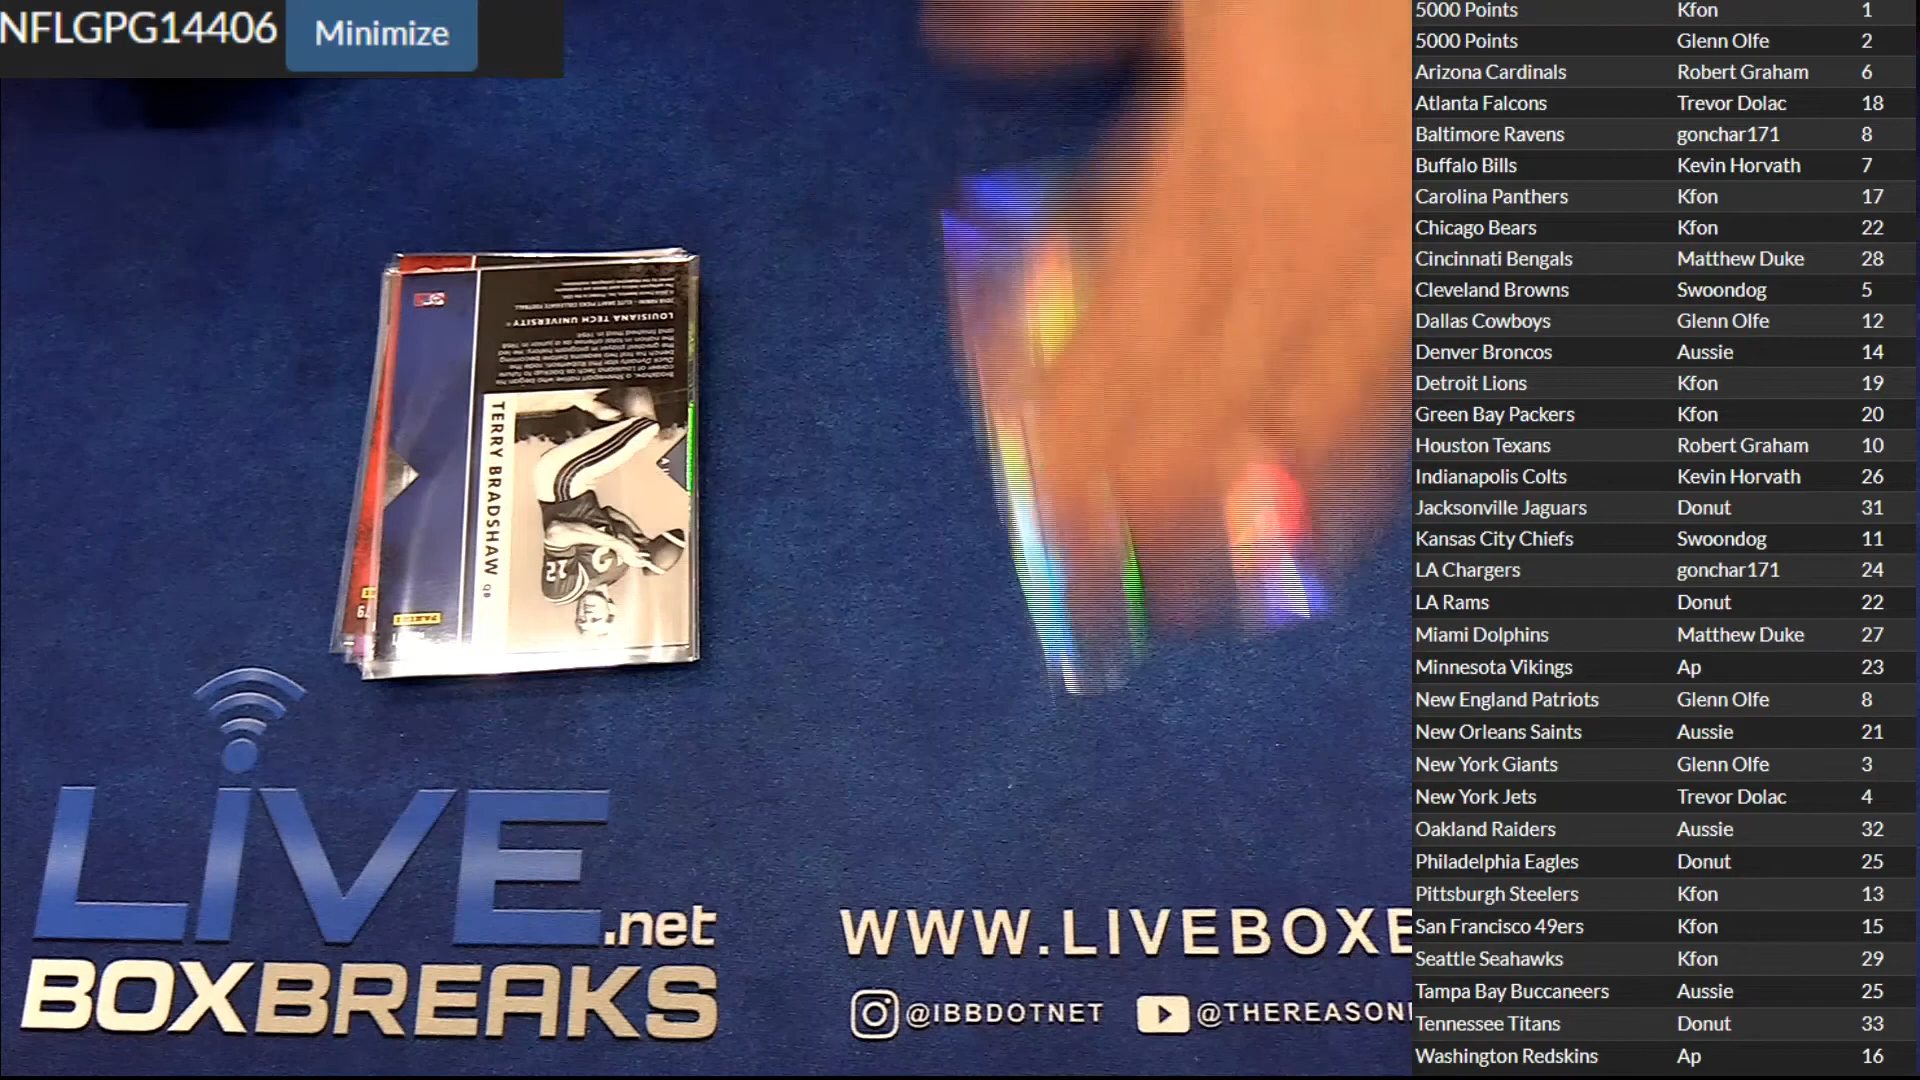 NFLGPG14406
Minimize
5000 Points Kfon 1
5000 Points Glenn Olfe 2
Arizona Cardinals Robert Graham 6
Atlanta Falcons Trevor Dolac 18
Baltimore Ravens gonchar171 8
Buffalo Bills Kevin Horvath 7
Carolina Panthers Kfon 17
Chicago Bears Kfon 22
Cincinnati Bengals Matthew Duke 28
Cleveland Browns Swoondog 5
Dallas Cowboys Glenn Olfe 12
Denver Broncos Aussie 14
Detroit Lions Kfon 19
Green Bay Packers Kfon 20
Houston Texans Robert Graham 10
Indianapolis Colts Kevin Horvath 26
Jacksonville Jaguars Donut 31
Kansas City Chiefs Swoondog 11
LA Chargers gonchar171 24
LA Rams Donut 22
Miami Dolphins Matthew Duke 27
Minnesota Vikings Ap 23
New England Patriots Glenn Olfe 8
New Orleans Saints Aussie 21
New York Giants Glenn Olfe 3
New York Jets Trevor Dolac 4
Oakland Raiders Aussie 32
Philadelphia Eagles Donut 25
Pittsburgh Steelers Kfon 13
San Francisco 49ers Kfon 15
Seattle Seahawks Kfon 29
Tampa Bay Buccaneers Aussie 25
Tennessee Titans Donut 33
Washington Redskins Ap 16
LOUISIANA TECH UNIVERSITY
TERRY BRADSHAW QB
PANINI
22
LIVE.net
BOXBREAKS
WWW.LIVEBOXB
@IBBDOTNET
@THEREASON